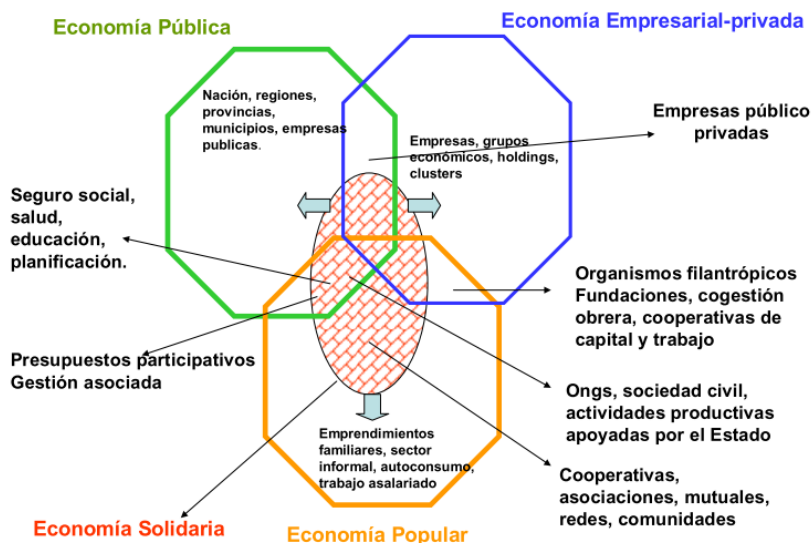 Economía Pública
Economía Empresarial-privada
Nación, regiones,
provincias,
municipios, empresas
publicas.
Empresas, grupos
económicos, holdings,
clusters
Empresas público
privadas
Seguro social,
salud,
educación,
planificación.
Organismos filantrópicos
Fundaciones, cogestión
obrera, cooperativas de
capital y trabajo
Presupuestos participativos
Gestión asociada
Ongs, sociedad civil,
actividades productivas
apoyadas por el Estado
Emprendimientos
familiares, sector
informal, autoconsumo,
trabajo asalariado
Cooperativas,
asociaciones, mutuales,
redes, comunidades
Economía Solidaria
Economía Popular